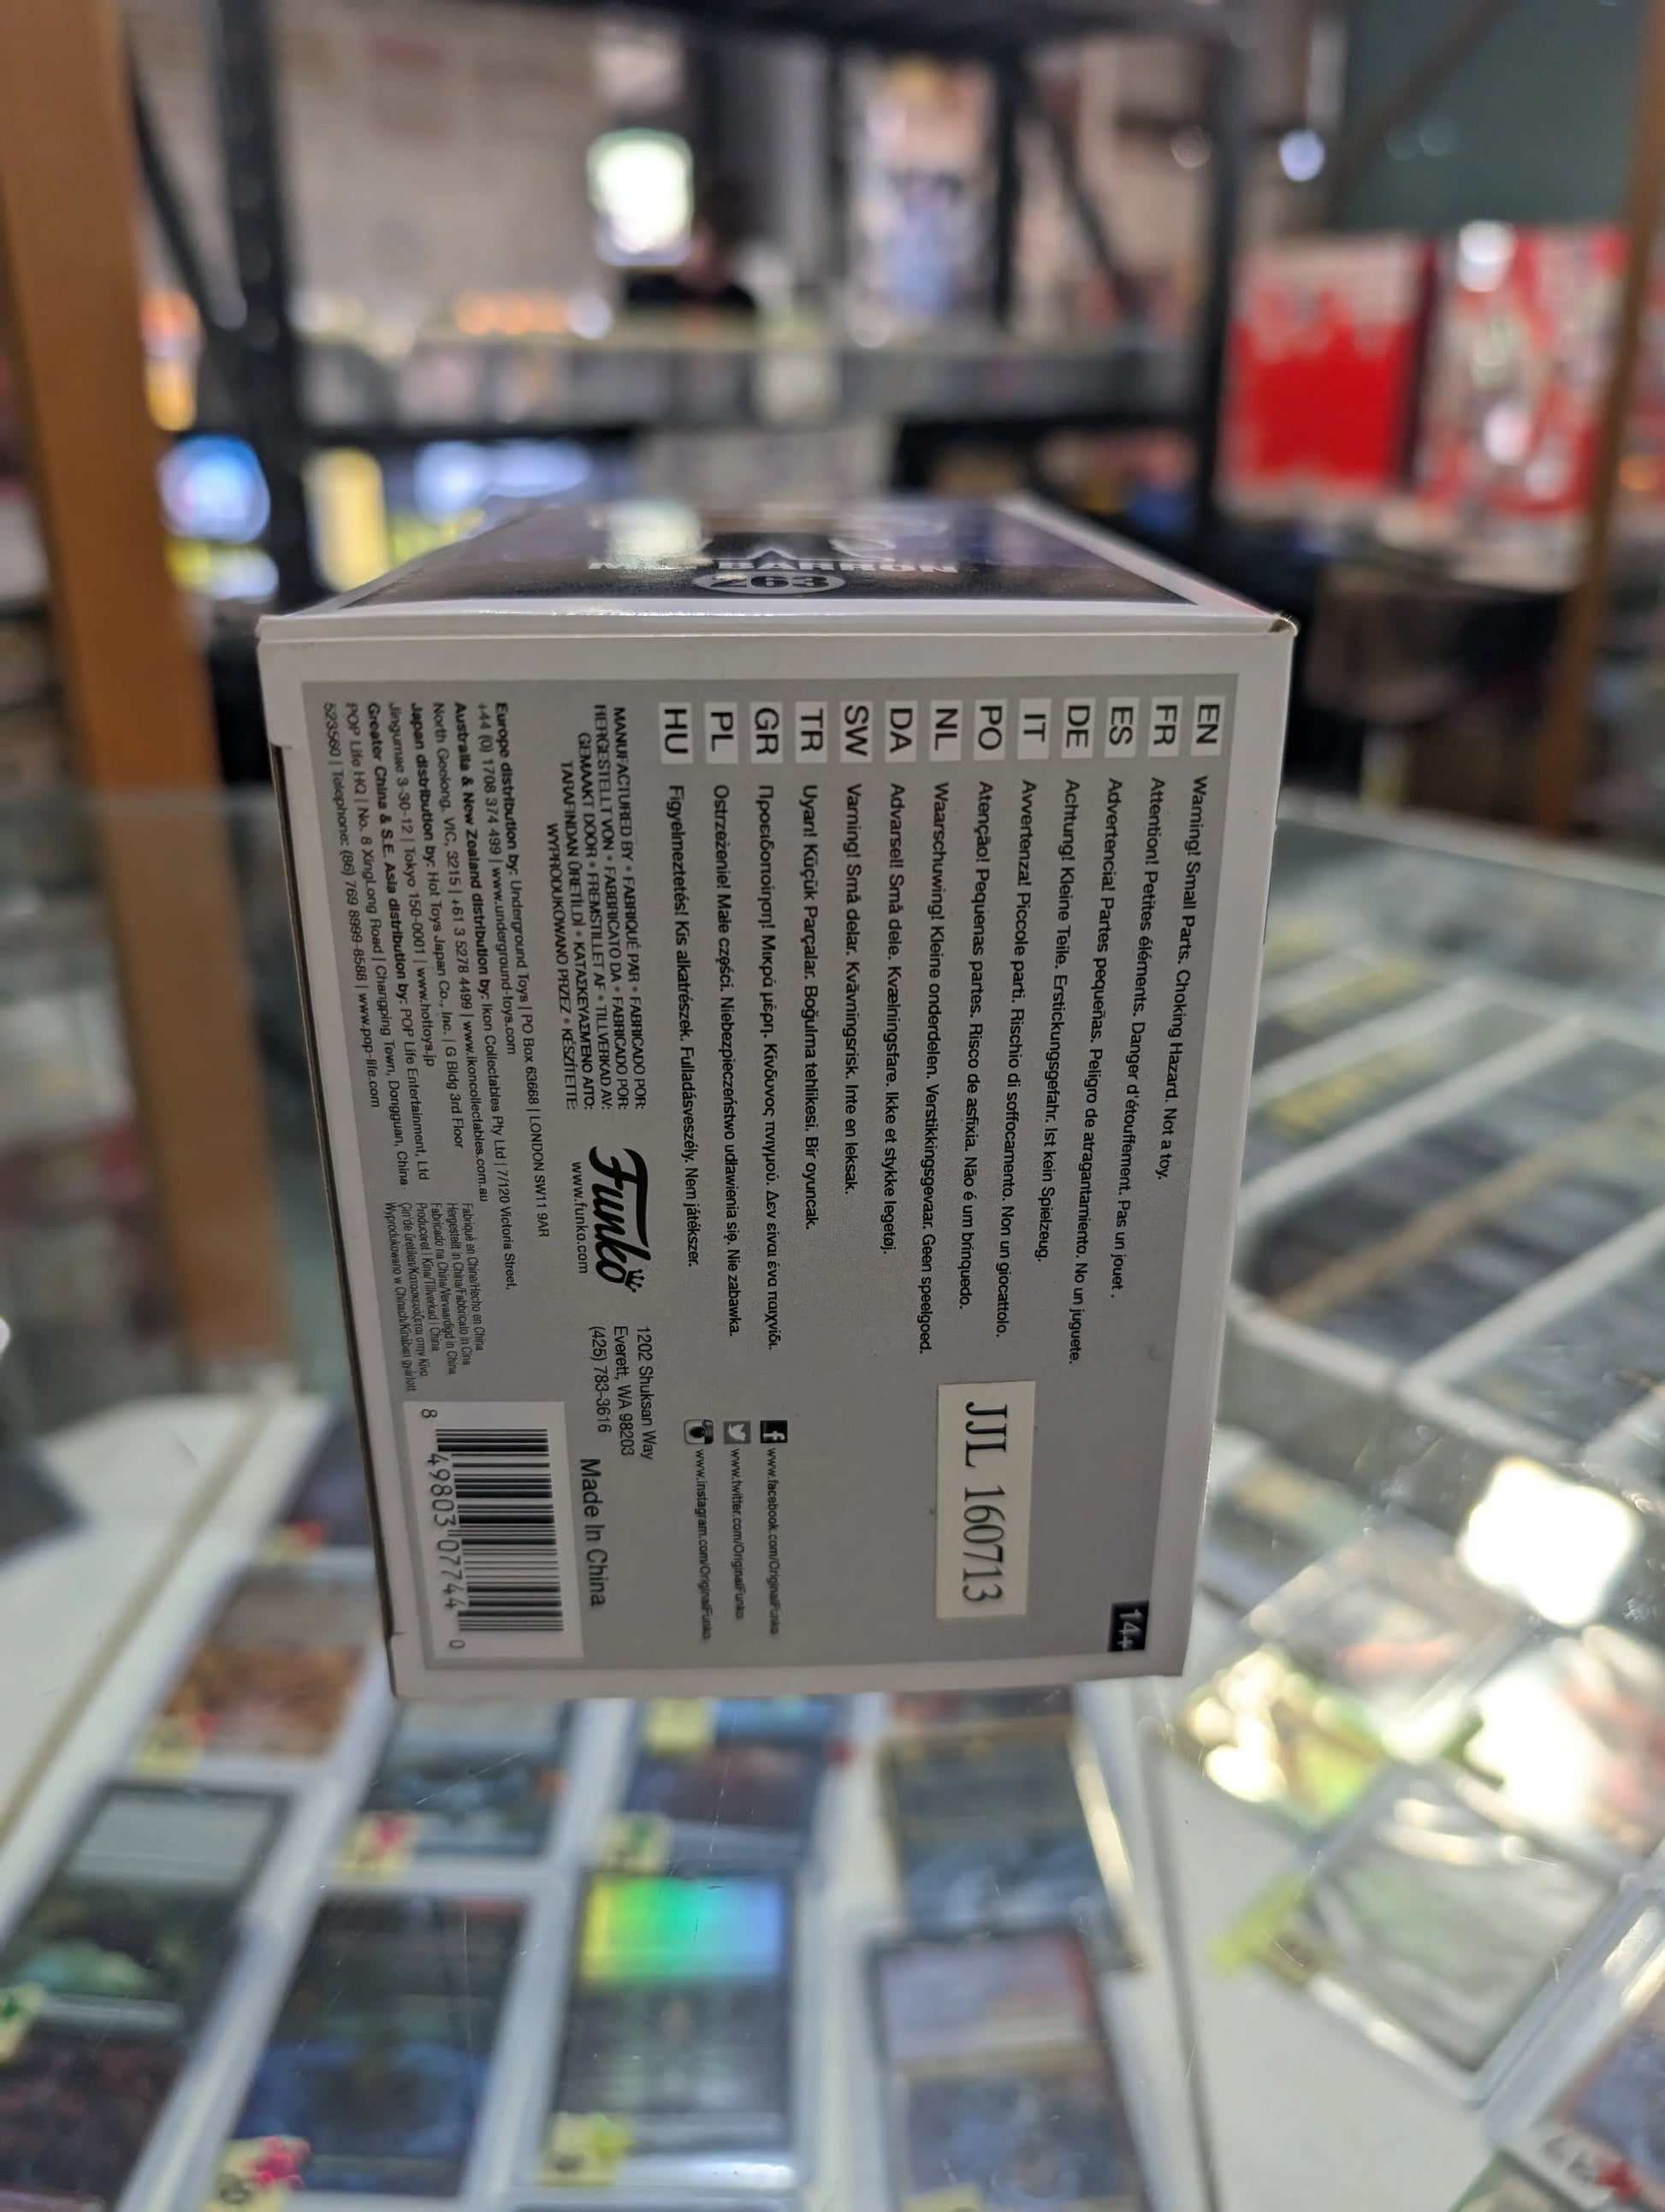 BARRON
263
EN Warning! Small Parts. Choking Hazard. Not a toy.
FR Attention! Petites éléments. Danger d'étouffement. Pas un jouet .
ES Advertencia! Partes pequeñas. Peligro de atragantamiento. No un juguete.
DE Achtung! Kleine Teile. Erstickungsgefahr. Ist kein Spielzeug.
IT Avvertenza! Piccole parti. Rischio di soffocamento. Non un giocattolo.
PO Atenção! Pequenas partes. Risco de asfixia. Não é um brinquedo.
NL Waarschuwing! Kleine onderdelen. Verstikkingsgevaar. Geen speelgoed.
DA Advarsel! Små dele. Kvælningsfare. Ikke et stykke legetøj.
SW Varning! Små delar. Kvävningsrisk. Inte en leksak.
TR Uyarı! Küçük Parçalar. Boğulma tehlikesi. Bir oyuncak.
GR Προειδοποίηση! Μικρά μέρη. Κίνδυνος πνιγμού. Δεν είναι ένα παιχνίδι.
PL Ostrzeżenie! Małe części. Niebezpieczeństwo udławienia się. Nie zabawka.
HU Figyelmeztetés! Kis alkatrészek. Fulladásveszély. Nem játékszer.
14+
JJL 160713
www.facebook.com/OriginalFunko
www.twitter.com/OriginalFunko
www.instagram.com/OriginalFunko
MANUFACTURED BY • FABRIQUÉ PAR • FABRICADO POR:
HERGESTELLT VON • FABBRICATO DA • FABRICADO POR:
GEMAAKT DOOR • FREMSTILLET AF • TILLVERKAD AV:
TARAFINDAN ÜRETİLDİ • ΚΑΤΑΣΚΕΥΑΣΜΕΝΟ ΑΠΟ:
WYPRODUKOWANO PRZEZ • KÉSZÍTETTE:
Funko
www.funko.com
1202 Shuksan Way
Everett, WA 98203
(425) 783-3616
Made In China
Europe distribution by: Underground Toys | PO Box 63668 | LONDON SW11 9AR
+44 (0) 1708 374 499 | www.underground-toys.com
Australia & New Zealand distribution by: Ikon Collectables Pty Ltd | 7/120 Victoria Street,
North Geelong, VIC, 3215 | +61 3 5278 4499 | www.ikoncollectables.com.au
Japan distribution by: Hot Toys Japan Co., Inc. | G Bldg 3rd Floor
Jingumae 3-30-12 | Tokyo 150-0001 | www.hottoys.jp
Greater China & S.E. Asia distribution by: POP Life Entertainment, Ltd
POP Life HQ | No. 8 XingLong Road | Changping Town, Dongguan, China
523560 | Telephone: (86) 769 8999-8588 | www.pop-life.com
Fabriqué en Chine/Hecho en China
Hergestellt in China/Fabbricato in Cina
Fabricado na China/Vervaardigd in China
Produceret i Kina/Tillverkad i China
Çin'de üretilen/Κατασκευάζεται στην Κίνα
Wyprodukowano w Chinach/Kínában gyártott
8 49803 07744 0